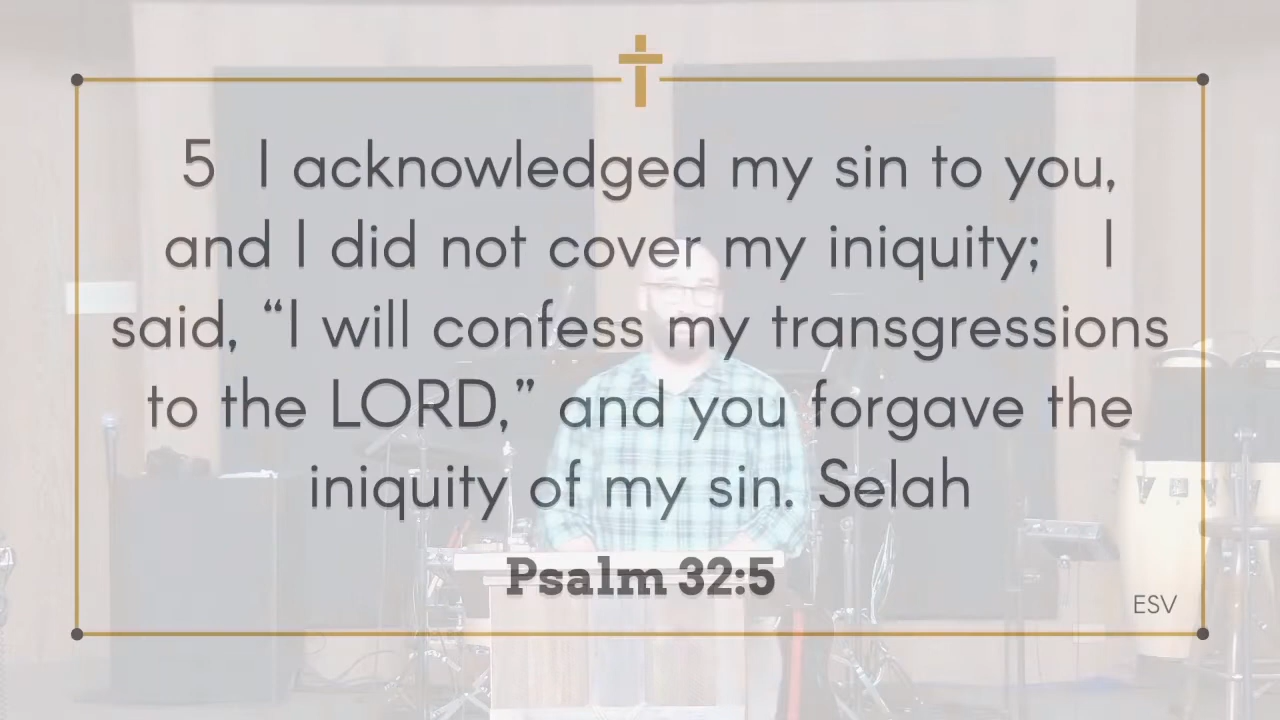 5 I acknowledged my sin to you,
and I did not cover my iniquity; I
said, “I will confess my transgressions
to the LORD,” and you forgave the
iniquity of my sin. Selah
Psalm 32:5
ESV